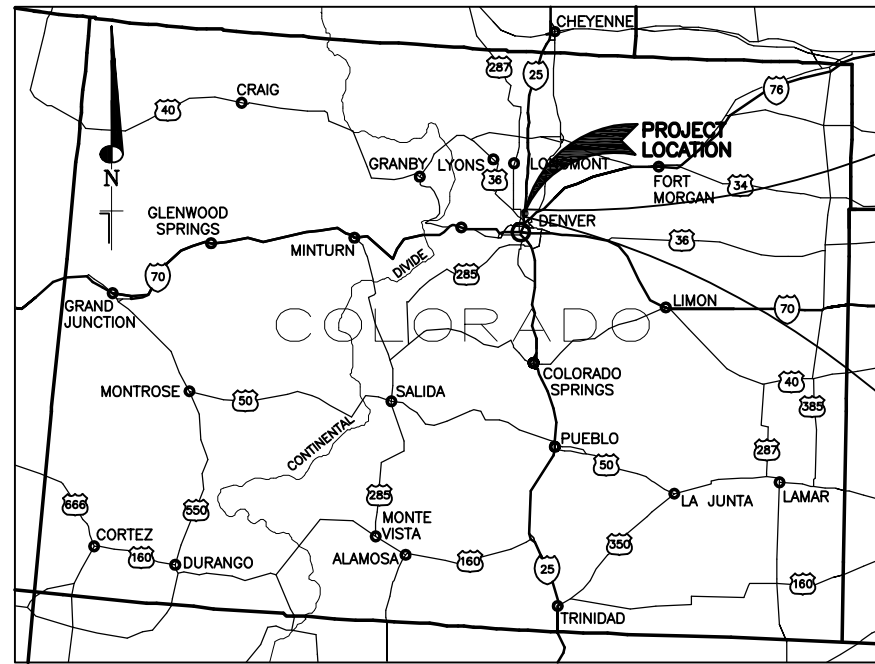 CHEYENNE
287
25
76
CRAIG
40
PROJECT
LOCATION
GRANBY
LYONS
LONGMONT
36
FORT
MORGAN
34
N
GLENWOOD
SPRINGS
MINTURN
DENVER
36
DIVIDE
285
70
GRAND
JUNCTION
LIMON
70
COLORADO
COLORADO
SPRINGS
MONTROSE
50
SALIDA
40
385
CONTINENTAL
PUEBLO
287
50
LA JUNTA
LAMAR
666
550
285
MONTE
VISTA
CORTEZ
160
DURANGO
ALAMOSA
160
350
25
160
TRINIDAD